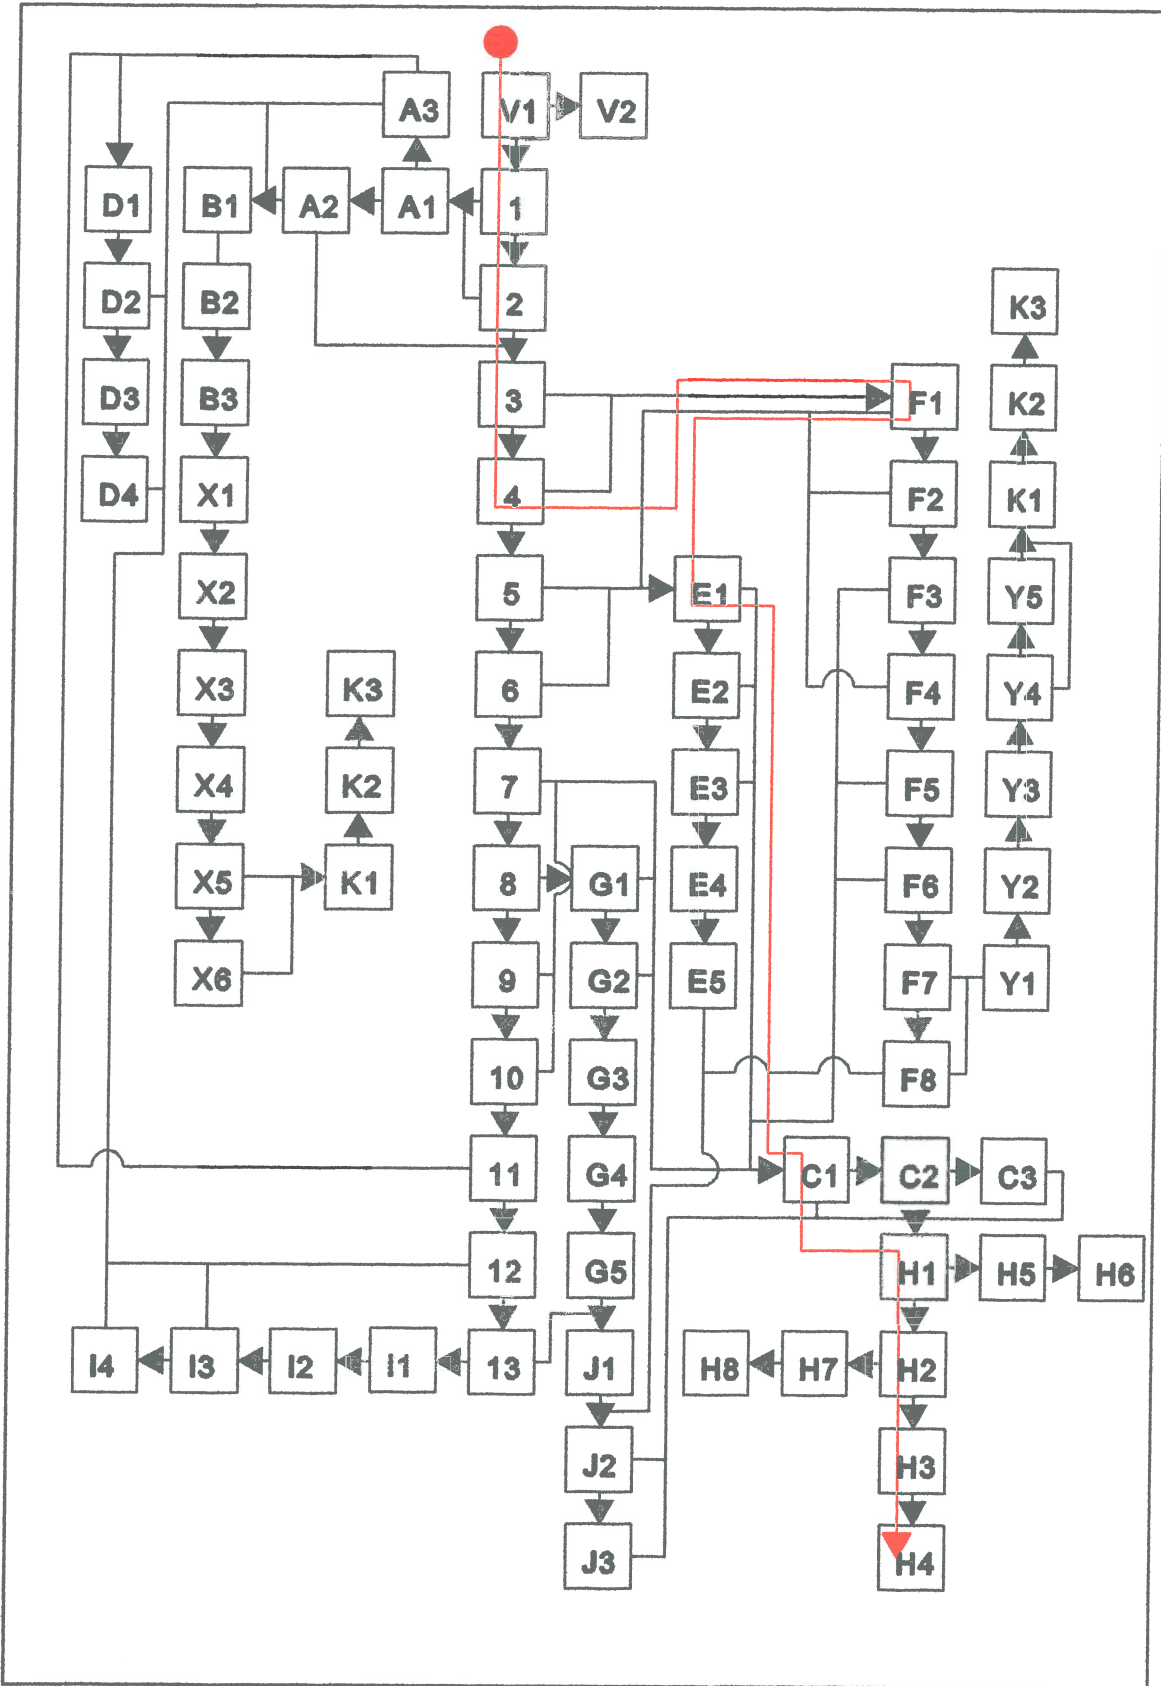 A3 V1 V2
D1 B1 A2 A1 1
D2 B2 2 K3
D3 B3 3 F1 K2
D4 X1 4 F2 K1
X2 5 E1 F3 Y5
X3 K3 6 E2 F4 Y4
X4 K2 7 E3 F5 Y3
X5 K1 8 G1 E4 F6 Y2
X6 9 G2 E5 F7 Y1
10 G3 F8
11 G4 C1 C2 C3
12 G5 H1 H5 H6
I4 I3 I2 I1 13 J1 H8 H7 H2
J2 H3
J3 H4